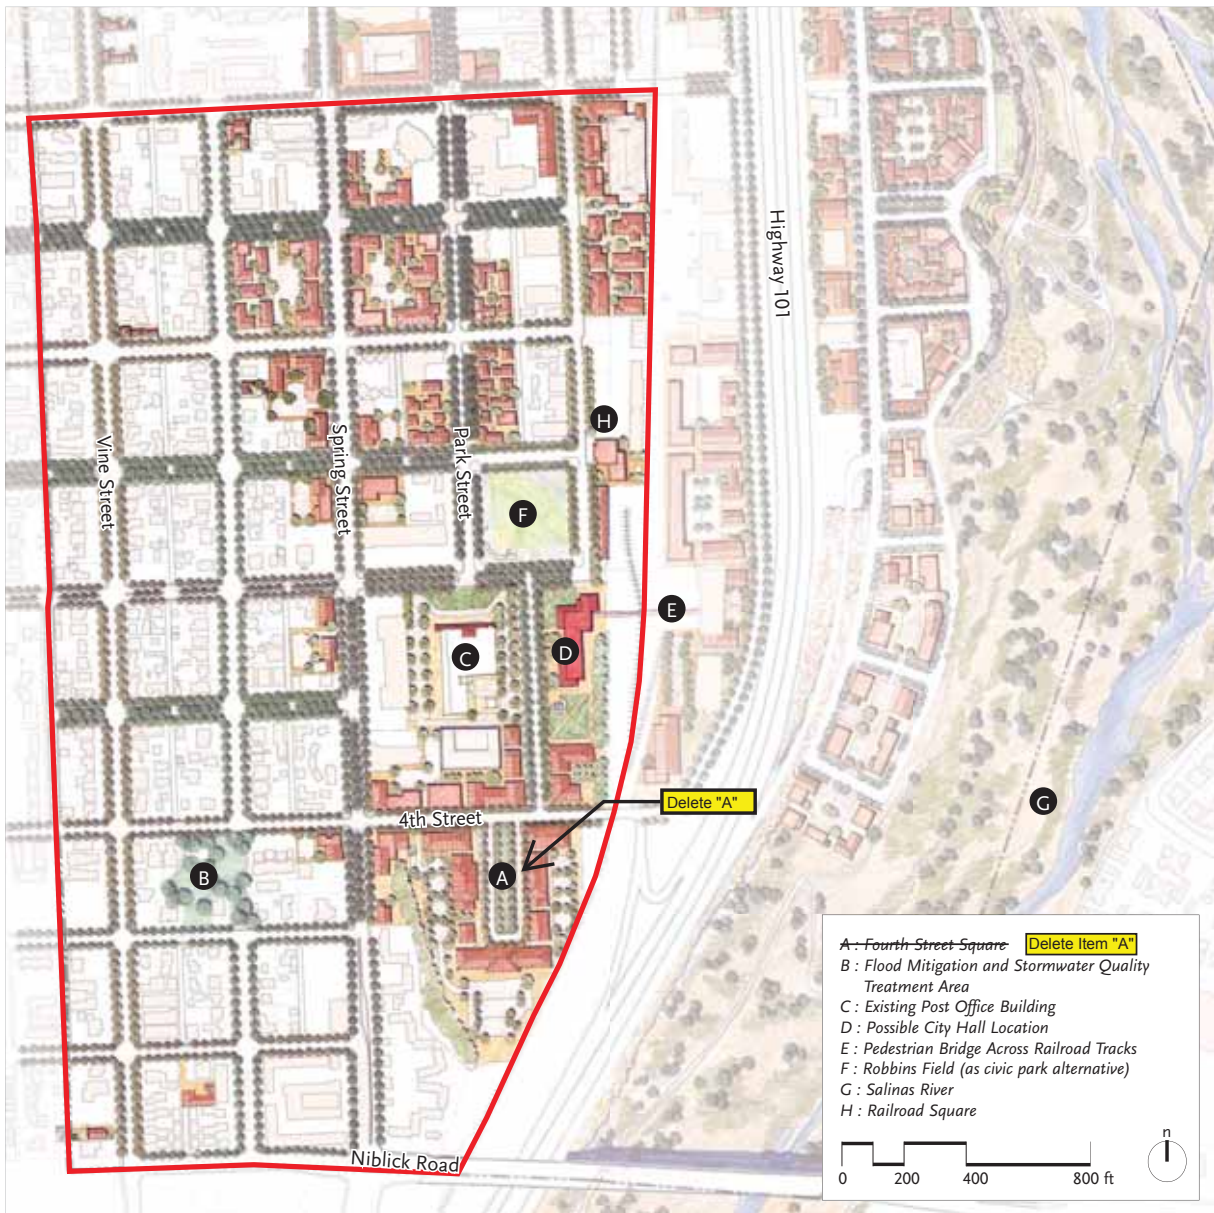 Highway 101
H
Vine Street
Spring Street
Park Street
F
E
C
D
Delete "A"
4th Street
G
B
A
A : Fourth Street Square
Delete Item "A"
B : Flood Mitigation and Stormwater Quality
Treatment Area
C : Existing Post Office Building
D : Possible City Hall Location
E : Pedestrian Bridge Across Railroad Tracks
F : Robbins Field (as civic park alternative)
G : Salinas River
H : Railroad Square
n
0 200 400 800 ft
Niblick Road